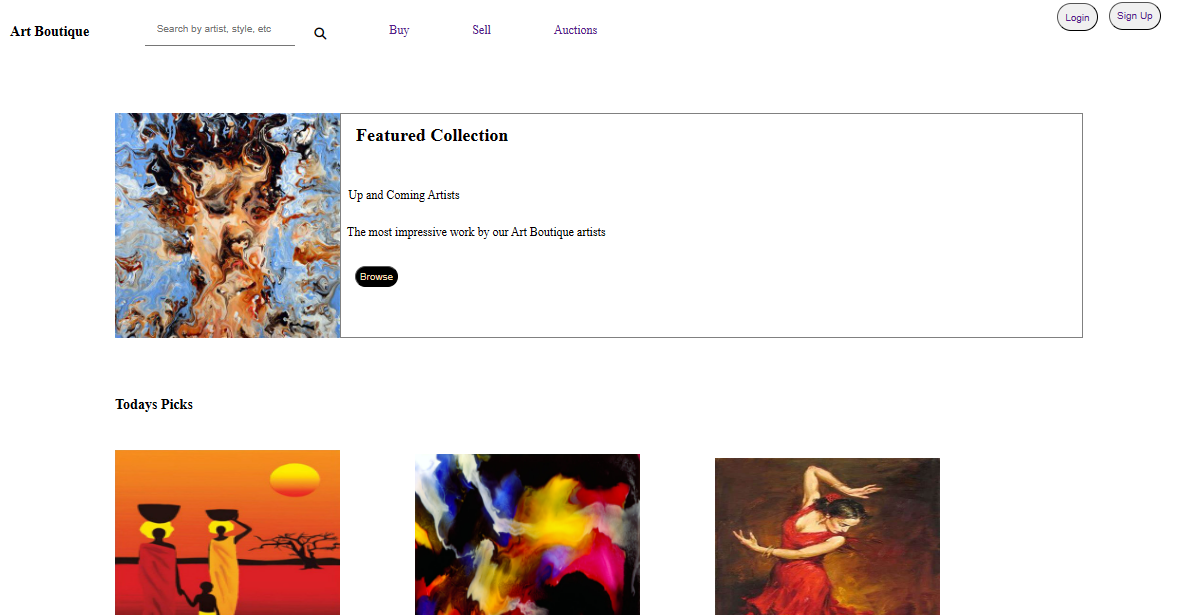 Art Boutique
Search by artist, style, etc
Buy
Sell
Auctions
Login
Sign Up
Featured Collection
Up and Coming Artists
The most impressive work by our Art Boutique artists
Browse
Todays Picks